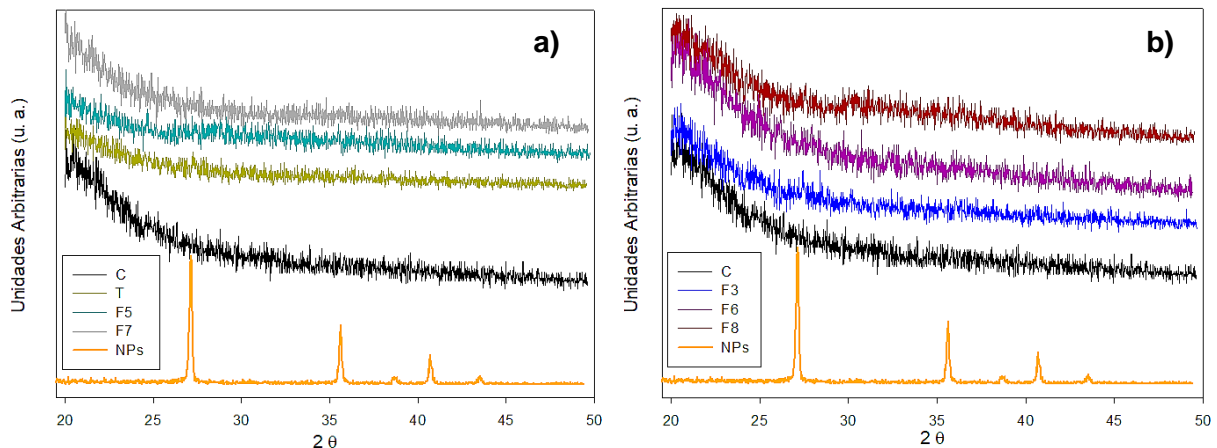 a)
Unidades Arbitrarias (u. a.)
C
T
F5
F7
NPs
20 25 30 35 40 45 50
2 θ
b)
Unidades Arbitrarias (u. a.)
C
F3
F6
F8
NPs
20 25 30 35 40 45 50
2 θ